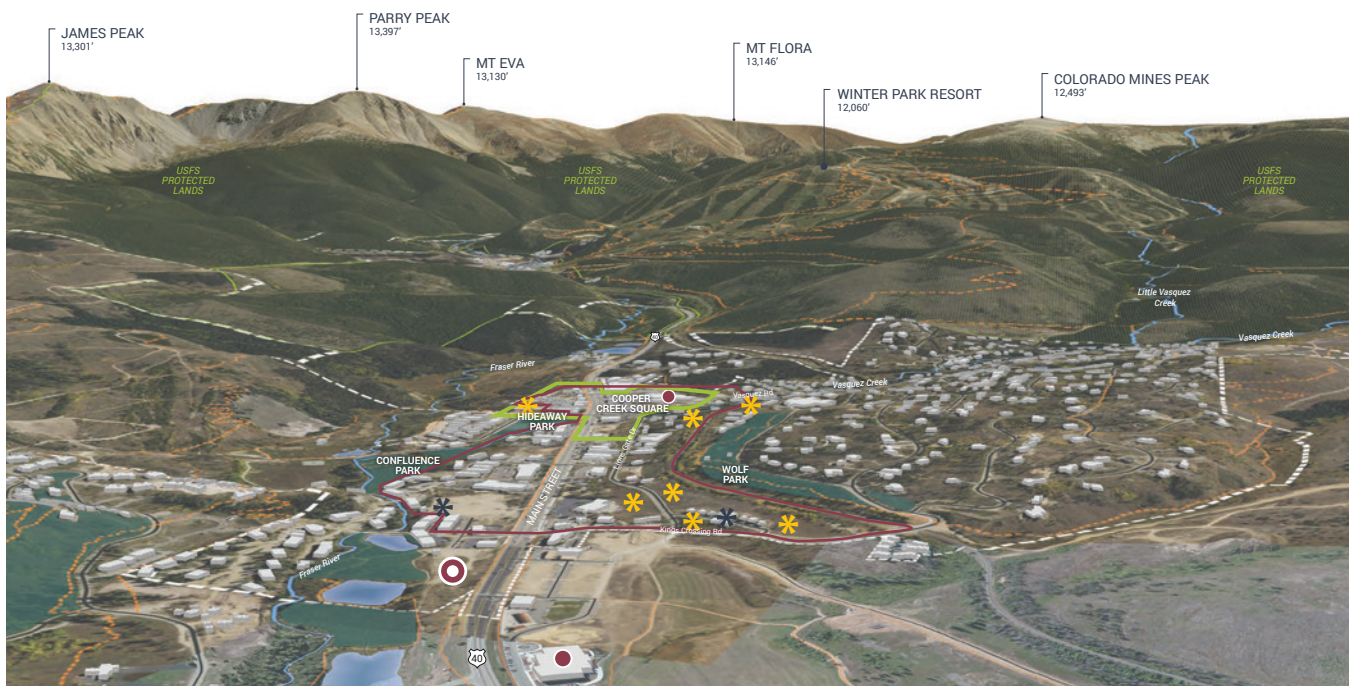 JAMES PEAK
13,301'
PARRY PEAK
13,397'
MT EVA
13,130'
MT FLORA
13,146'
WINTER PARK RESORT
12,060'
COLORADO MINES PEAK
12,493'
USFS
PROTECTED
LANDS
USFS
PROTECTED
LANDS
USFS
PROTECTED
LANDS
Little Vasquez
Creek
Vasquez Creek
Fraser River
Vasquez Creek
Vasquez Rd
COOPER
CREEK SQUARE
HIDEAWAY
PARK
CONFLUENCE
PARK
WOLF
PARK
MAIN STREET
Kings Crossing Rd
Fraser River
40